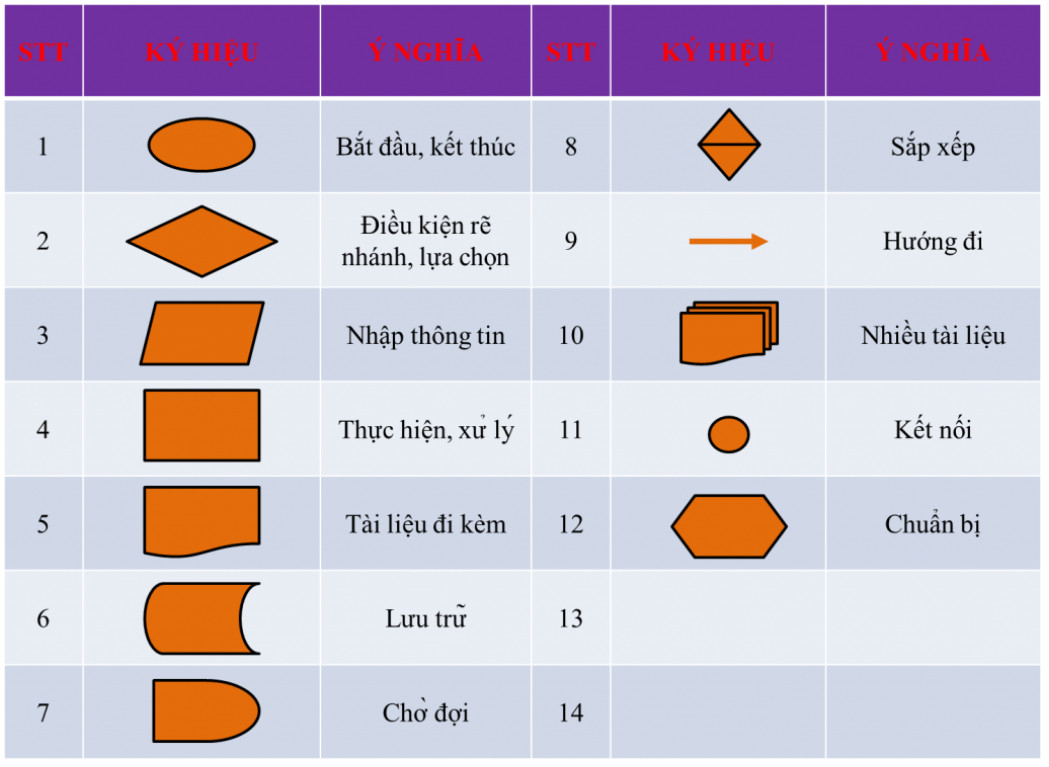 STT KÝ HIỆU Ý NGHĨA STT KÝ HIỆU Ý NGHĨA
1 Bắt đầu, kết thúc 8 Sắp xếp
2 Điều kiện rẽ
nhánh, lựa chọn 9 Hướng đi
3 Nhập thông tin 10 Nhiều tài liệu
4 Thực hiện, xử lý 11 Kết nối
5 Tài liệu đi kèm 12 Chuẩn bị
6 Lưu trữ 13
7 Chờ đợi 14